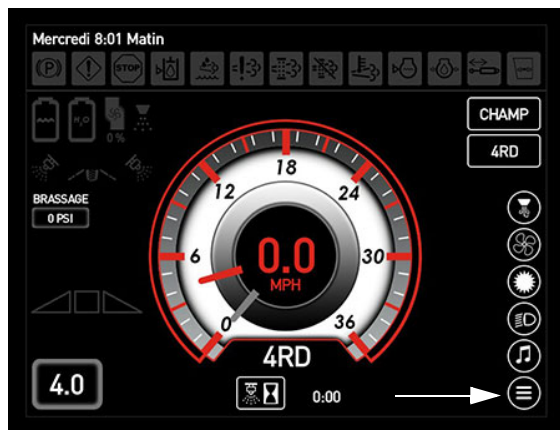 Mercredi 8:01 Matin
(P)
STOP
H₂O
0 %
CHAMP
4RD
BRASSAGE
0 PSI
0
6
12
18
24
30
36
0.0
MPH
4RD
4.0
0:00